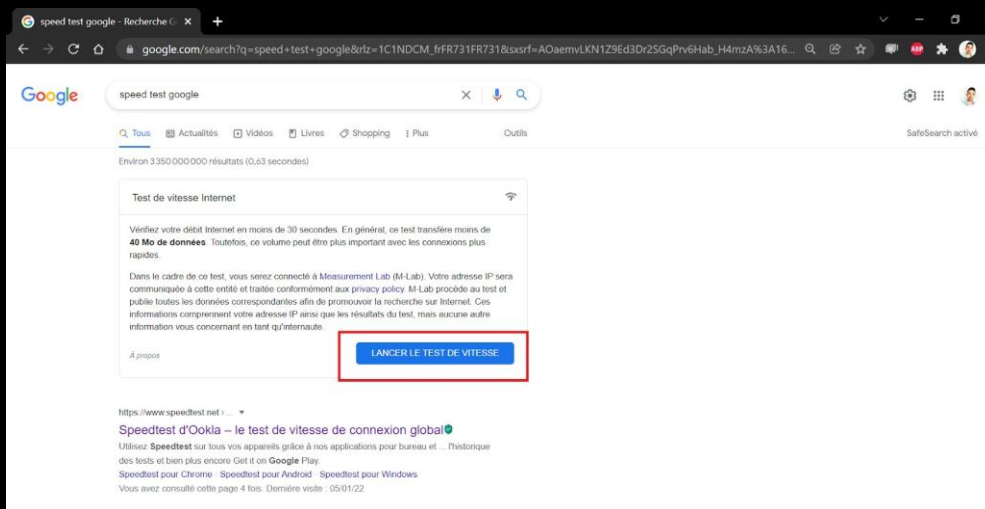 speed test google - Recherche G
google.com/search?q=speed+test+google&rlz=1C1NDCM_frFR731FR731&sxsrf=AOaemvLKN1Z9Ed3Dr2SGqPrv6Hab_H4mzA%3A16...
ABP
Google
speed test google
Tous Actualités Vidéos Livres Shopping Plus Outils SafeSearch activé
Environ 3 350 000 000 résultats (0,63 secondes)
Test de vitesse Internet
Vérifiez votre débit Internet en moins de 30 secondes. En général, ce test transfère moins de
40 Mo de données. Toutefois, ce volume peut être plus important avec les connexions plus
rapides.
Dans le cadre de ce test, vous serez connecté à Measurement Lab (M-Lab). Votre adresse IP sera
communiquée à cette entité et traitée conformément aux privacy policy. M-Lab procède au test et
publie toutes les données correspondantes afin de promouvoir la recherche sur Internet. Ces
informations comprennent votre adresse IP ainsi que les résultats du test, mais aucune autre
information vous concernant en tant qu'internaute.
À propos
LANCER LE TEST DE VITESSE
https://www.speedtest.net › ...
Speedtest d'Ookla – le test de vitesse de connexion global
Utilisez Speedtest sur tous vos appareils grâce à nos applications pour bureau et ... l'historique
des tests et bien plus encore Get it on Google Play.
Speedtest pour Chrome · Speedtest pour Android · Speedtest pour Windows
Vous avez consulté cette page 4 fois. Dernière visite : 05/01/22